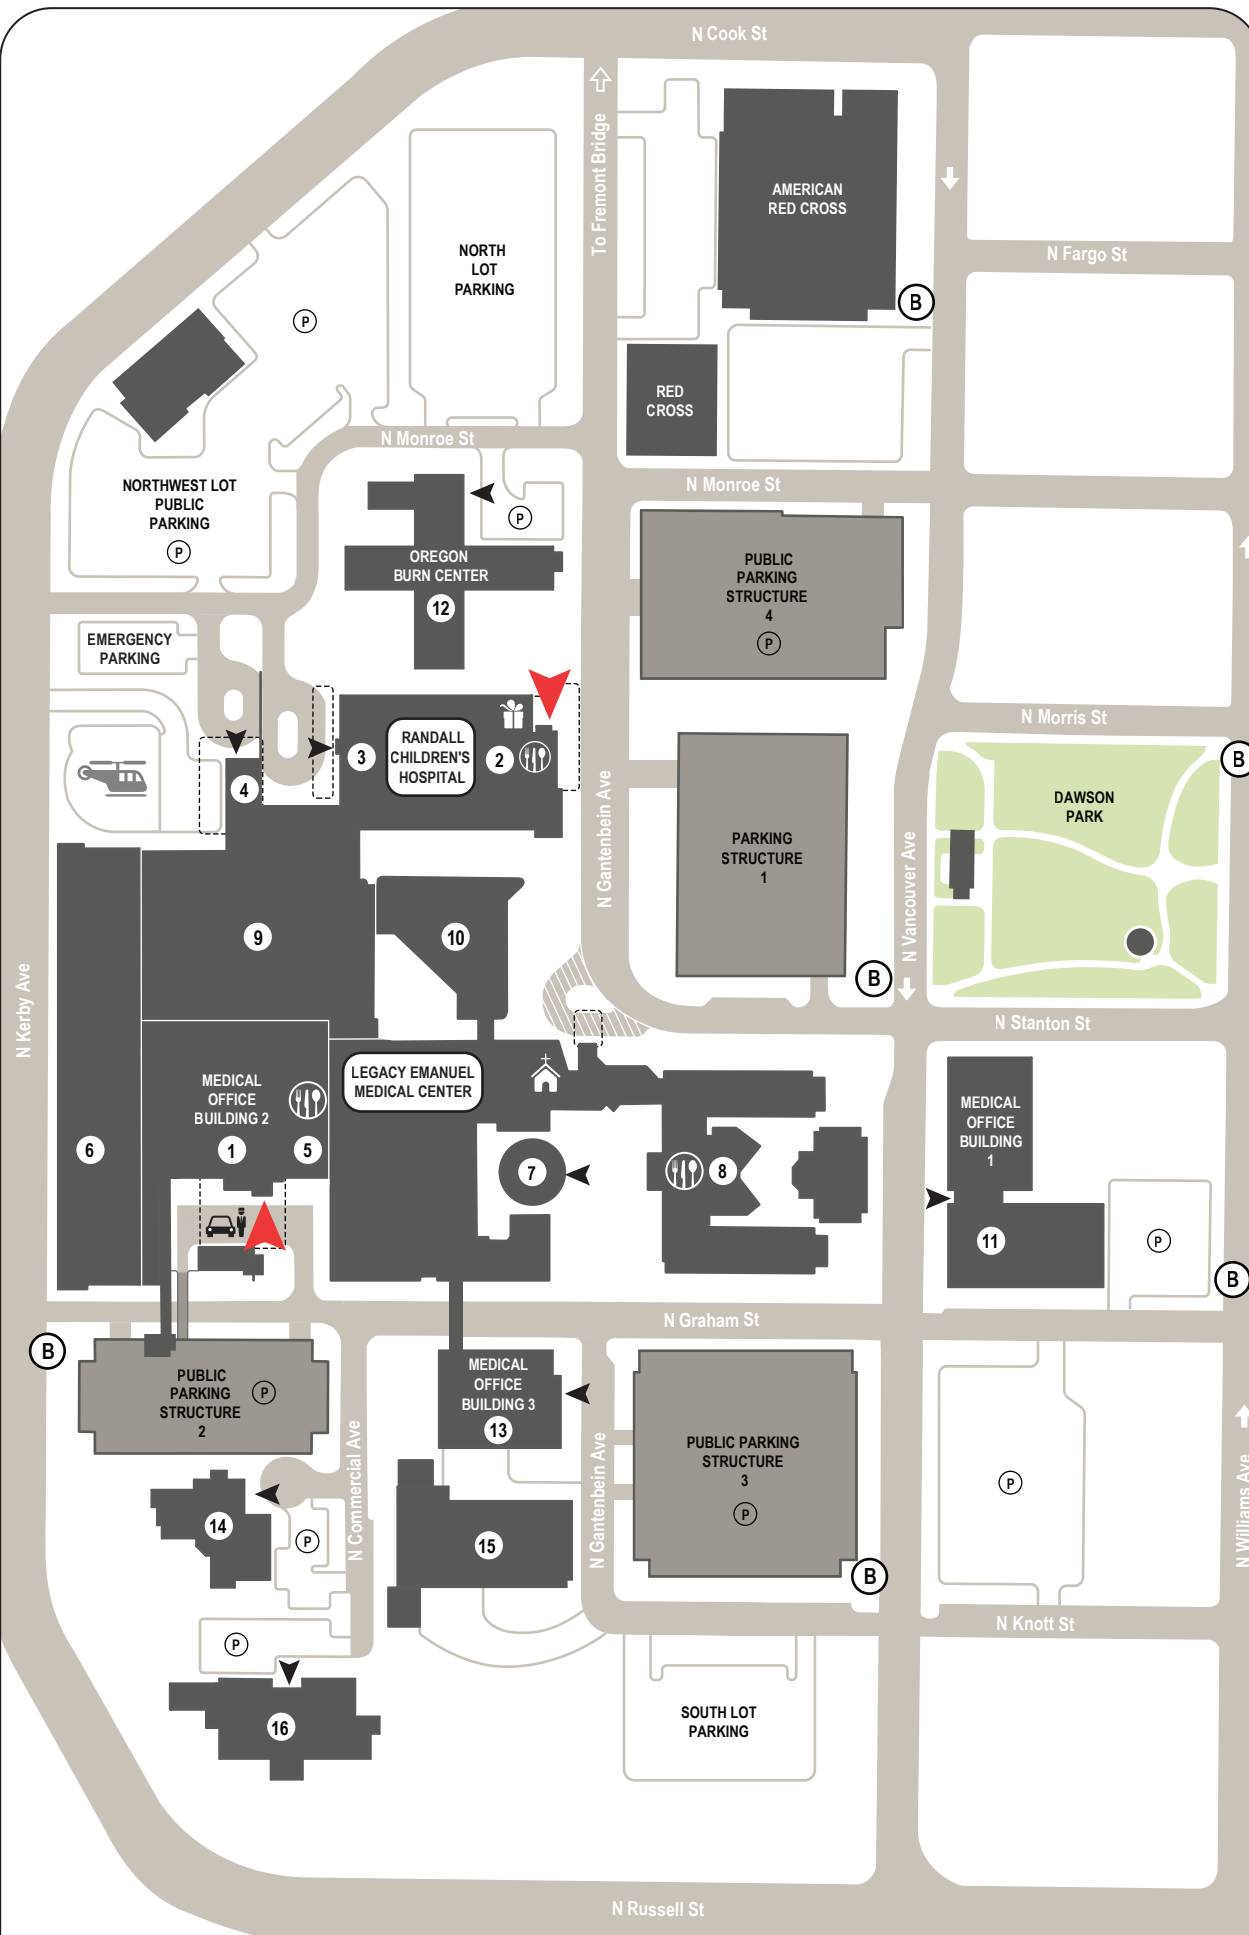 N Cook St
To Fremont Bridge
AMERICAN
RED CROSS
N Fargo St
NORTH
LOT
PARKING
B
P
RED
CROSS
N Monroe St
N Monroe St
NORTHWEST LOT
PUBLIC
PARKING
P
P
OREGON
BURN CENTER
12
PUBLIC
PARKING
STRUCTURE
4
P
EMERGENCY
PARKING
N Morris St
RANDALL
CHILDREN'S
HOSPITAL
3
2
4
B
DAWSON
PARK
PARKING
STRUCTURE
1
N Gantenbein Ave
N Vancouver Ave
9
10
B
N Kerby Ave
N Stanton St
LEGACY EMANUEL
MEDICAL CENTER
MEDICAL
OFFICE
BUILDING 2
1
5
6
7
8
MEDICAL
OFFICE
BUILDING
1
11
P
B
N Graham St
B
PUBLIC
PARKING
STRUCTURE
2
P
MEDICAL
OFFICE
BUILDING 3
13
N Commercial Ave
N Gantenbein Ave
PUBLIC PARKING
STRUCTURE
3
P
P
N Williams Ave
14
P
15
B
N Knott St
P
16
SOUTH LOT
PARKING
N Russell St